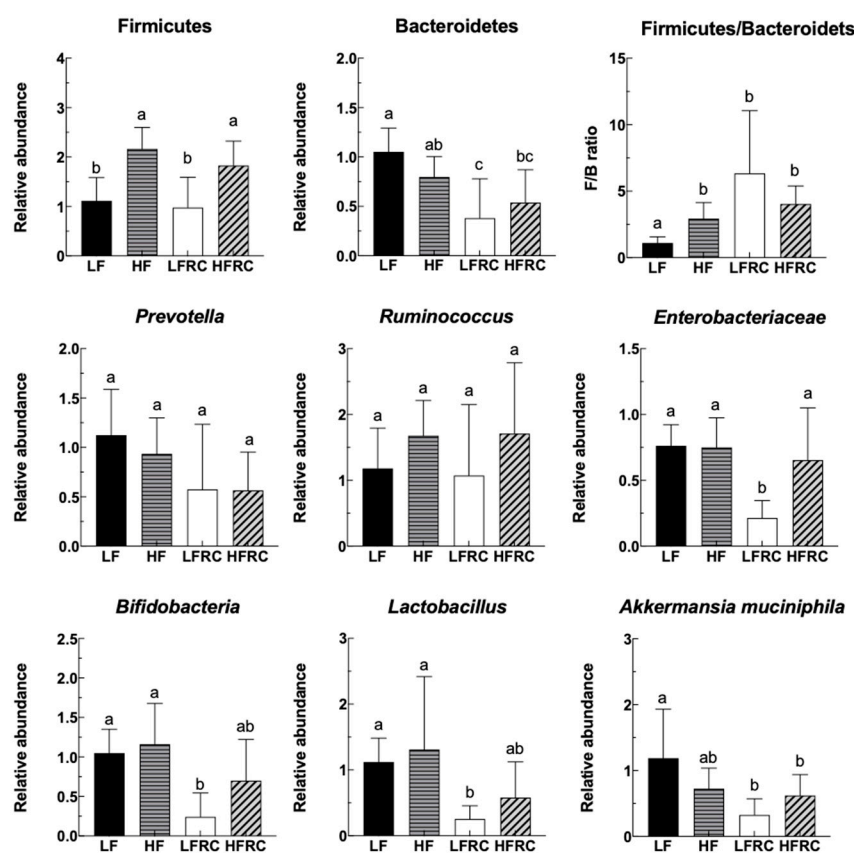 Firmicutes
Relative abundance
4
3
2
1
0
b
a
b
a
LF HF LFRC HFRC
Bacteroidetes
Relative abundance
2.0
1.5
1.0
0.5
0.0
a
ab
c
bc
LF HF LFRC HFRC
Firmicutes/Bacteroidets
F/B ratio
15
10
5
0
a
b
b
b
LF HF LFRC HFRC
Prevotella
Relative abundance
2.0
1.5
1.0
0.5
0.0
a
a
a
a
LF HF LFRC HFRC
Ruminococcus
Relative abundance
3
2
1
0
a
a
a
a
LF HF LFRC HFRC
Enterobacteriaceae
Relative abundance
1.5
1.0
0.5
0.0
a
a
b
a
LF HF LFRC HFRC
Bifidobacteria
Relative abundance
2.5
2.0
1.5
1.0
0.5
0.0
a
a
b
ab
LF HF LFRC HFRC
Lactobacillus
Relative abundance
3
2
1
0
a
a
b
ab
LF HF LFRC HFRC
Akkermansia muciniphila
Relative abundance
3
2
1
0
a
ab
b
b
LF HF LFRC HFRC